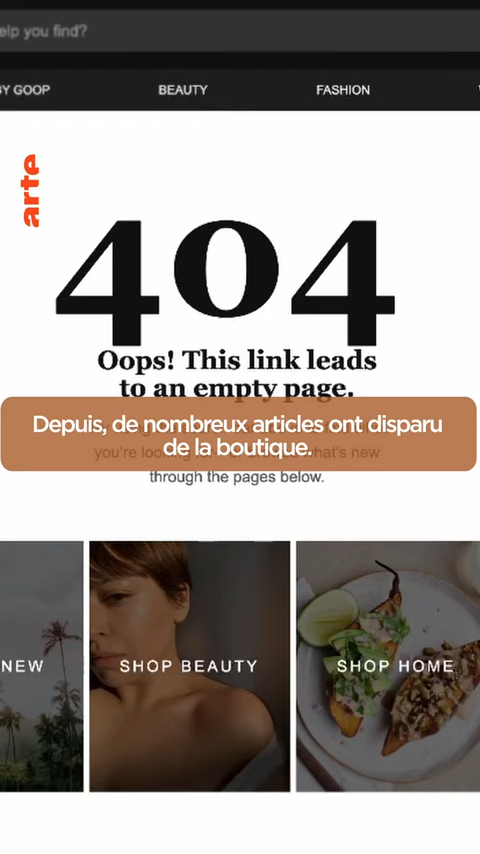 elp you find?
BY GOOP BEAUTY FASHION
arte
404
Oops! This link leads
to an empty page.
Depuis, de nombreux articles ont disparu
de la boutique.
you're what's new
through the pages below.
NEW SHOP BEAUTY SHOP HOME